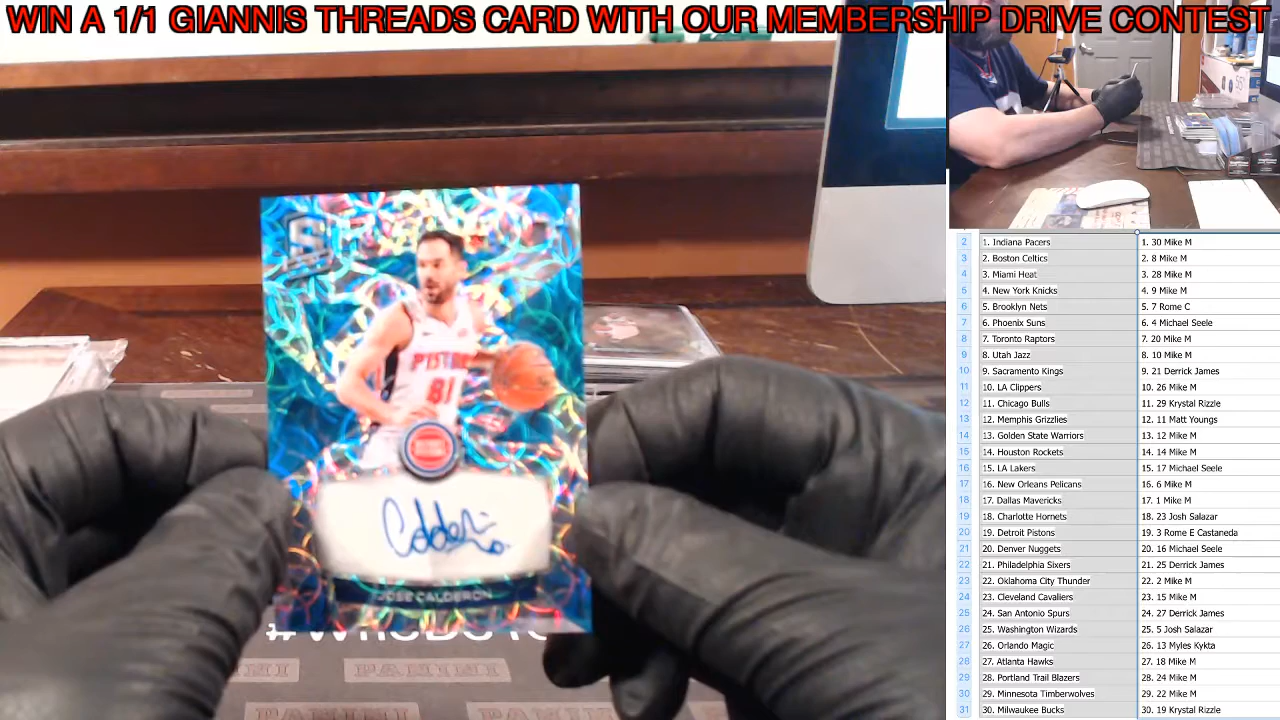 WIN A 1/1 GIANNIS THREADS CARD WITH OUR MEMBERSHIP DRIVE CONTEST
PISTONS
81
JOSE CALDERON
PANINI
PANINI
PANINI
2 1. Indiana Pacers 1. 30 Mike M
3 2. Boston Celtics 2. 8 Mike M
4 3. Miami Heat 3. 28 Mike M
5 4. New York Knicks 4. 9 Mike M
6 5. Brooklyn Nets 5. 7 Rome C
7 6. Phoenix Suns 6. 4 Michael Seele
8 7. Toronto Raptors 7. 20 Mike M
9 8. Utah Jazz 8. 10 Mike M
10 9. Sacramento Kings 9. 21 Derrick James
11 10. LA Clippers 10. 26 Mike M
12 11. Chicago Bulls 11. 29 Krystal Rizzle
13 12. Memphis Grizzlies 12. 11 Matt Youngs
14 13. Golden State Warriors 13. 12 Mike M
15 14. Houston Rockets 14. 14 Mike M
16 15. LA Lakers 15. 17 Michael Seele
17 16. New Orleans Pelicans 16. 6 Mike M
18 17. Dallas Mavericks 17. 1 Mike M
19 18. Charlotte Hornets 18. 23 Josh Salazar
20 19. Detroit Pistons 19. 3 Rome E Castaneda
21 20. Denver Nuggets 20. 16 Michael Seele
22 21. Philadelphia Sixers 21. 25 Derrick James
23 22. Oklahoma City Thunder 22. 2 Mike M
24 23. Cleveland Cavaliers 23. 15 Mike M
25 24. San Antonio Spurs 24. 27 Derrick James
26 25. Washington Wizards 25. 5 Josh Salazar
27 26. Orlando Magic 26. 13 Myles Kykta
28 27. Atlanta Hawks 27. 18 Mike M
29 28. Portland Trail Blazers 28. 24 Mike M
30 29. Minnesota Timberwolves 29. 22 Mike M
31 30. Milwaukee Bucks 30. 19 Krystal Rizzle